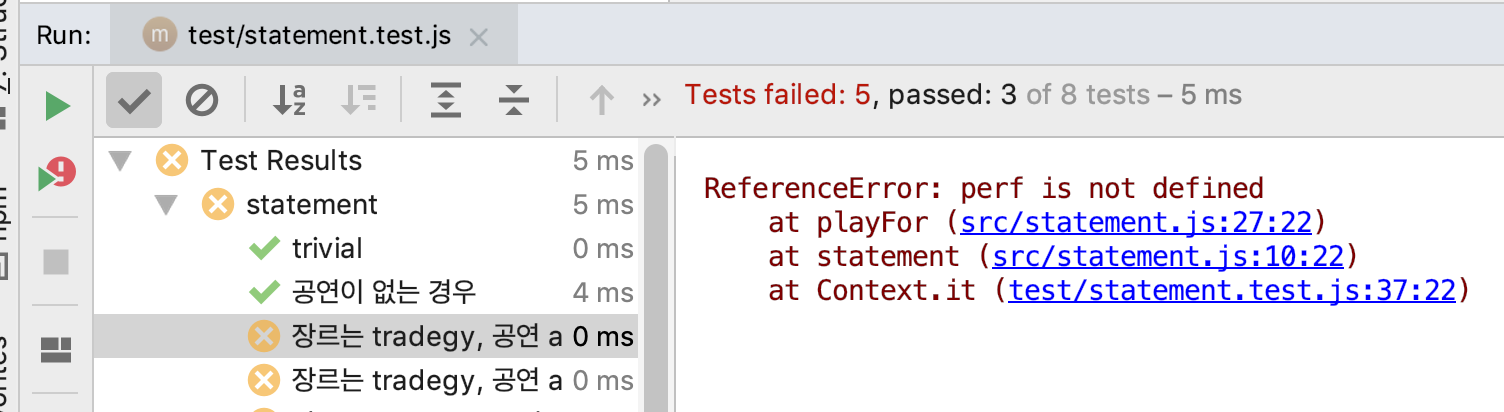 Run:
m test/statement.test.js
Tests failed: 5, passed: 3 of 8 tests – 5 ms
Test Results 5 ms
statement 5 ms
trivial 0 ms
공연이 없는 경우 4 ms
장르는 tradegy, 공연 a 0 ms
장르는 tradegy, 공연 a 0 ms
ReferenceError: perf is not defined
at playFor (src/statement.js:27:22)
at statement (src/statement.js:10:22)
at Context.it (test/statement.test.js:37:22)
npm